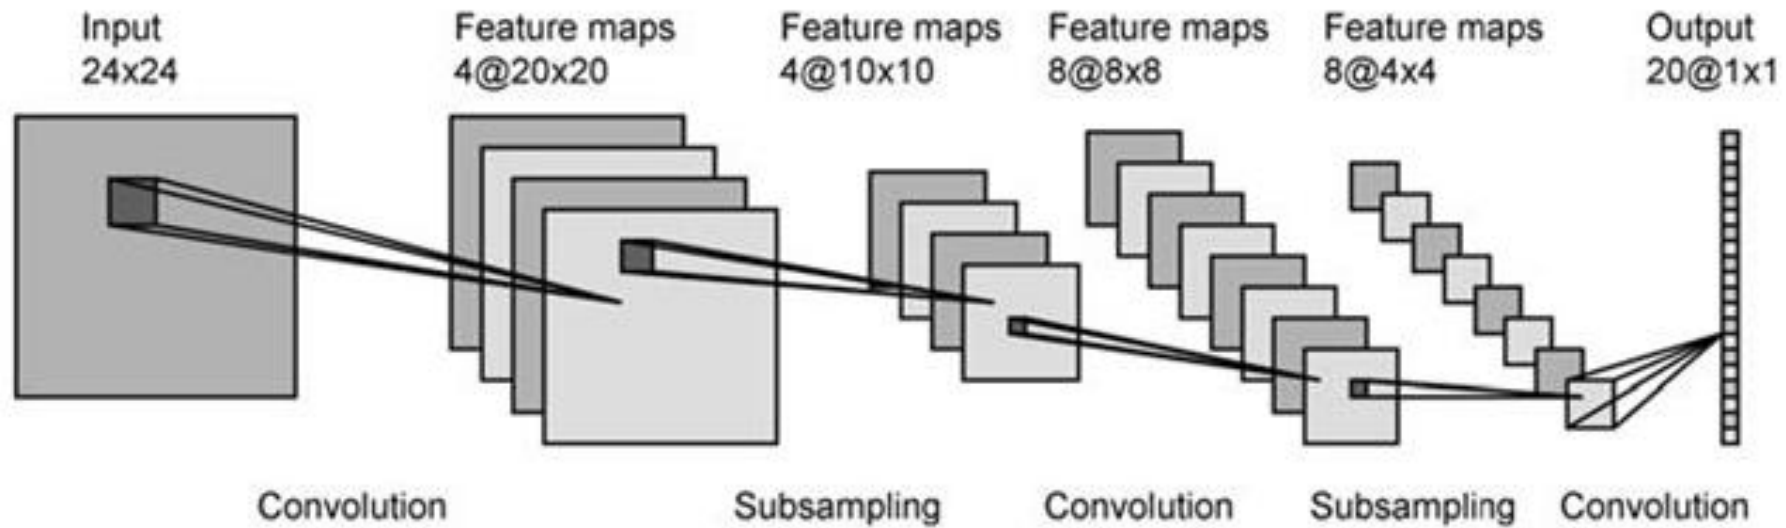 Input
24x24
Feature maps
4@20x20
Feature maps
4@10x10
Feature maps
8@8x8
Feature maps
8@4x4
Output
20@1x1
Convolution
Subsampling
Convolution
Subsampling
Convolution